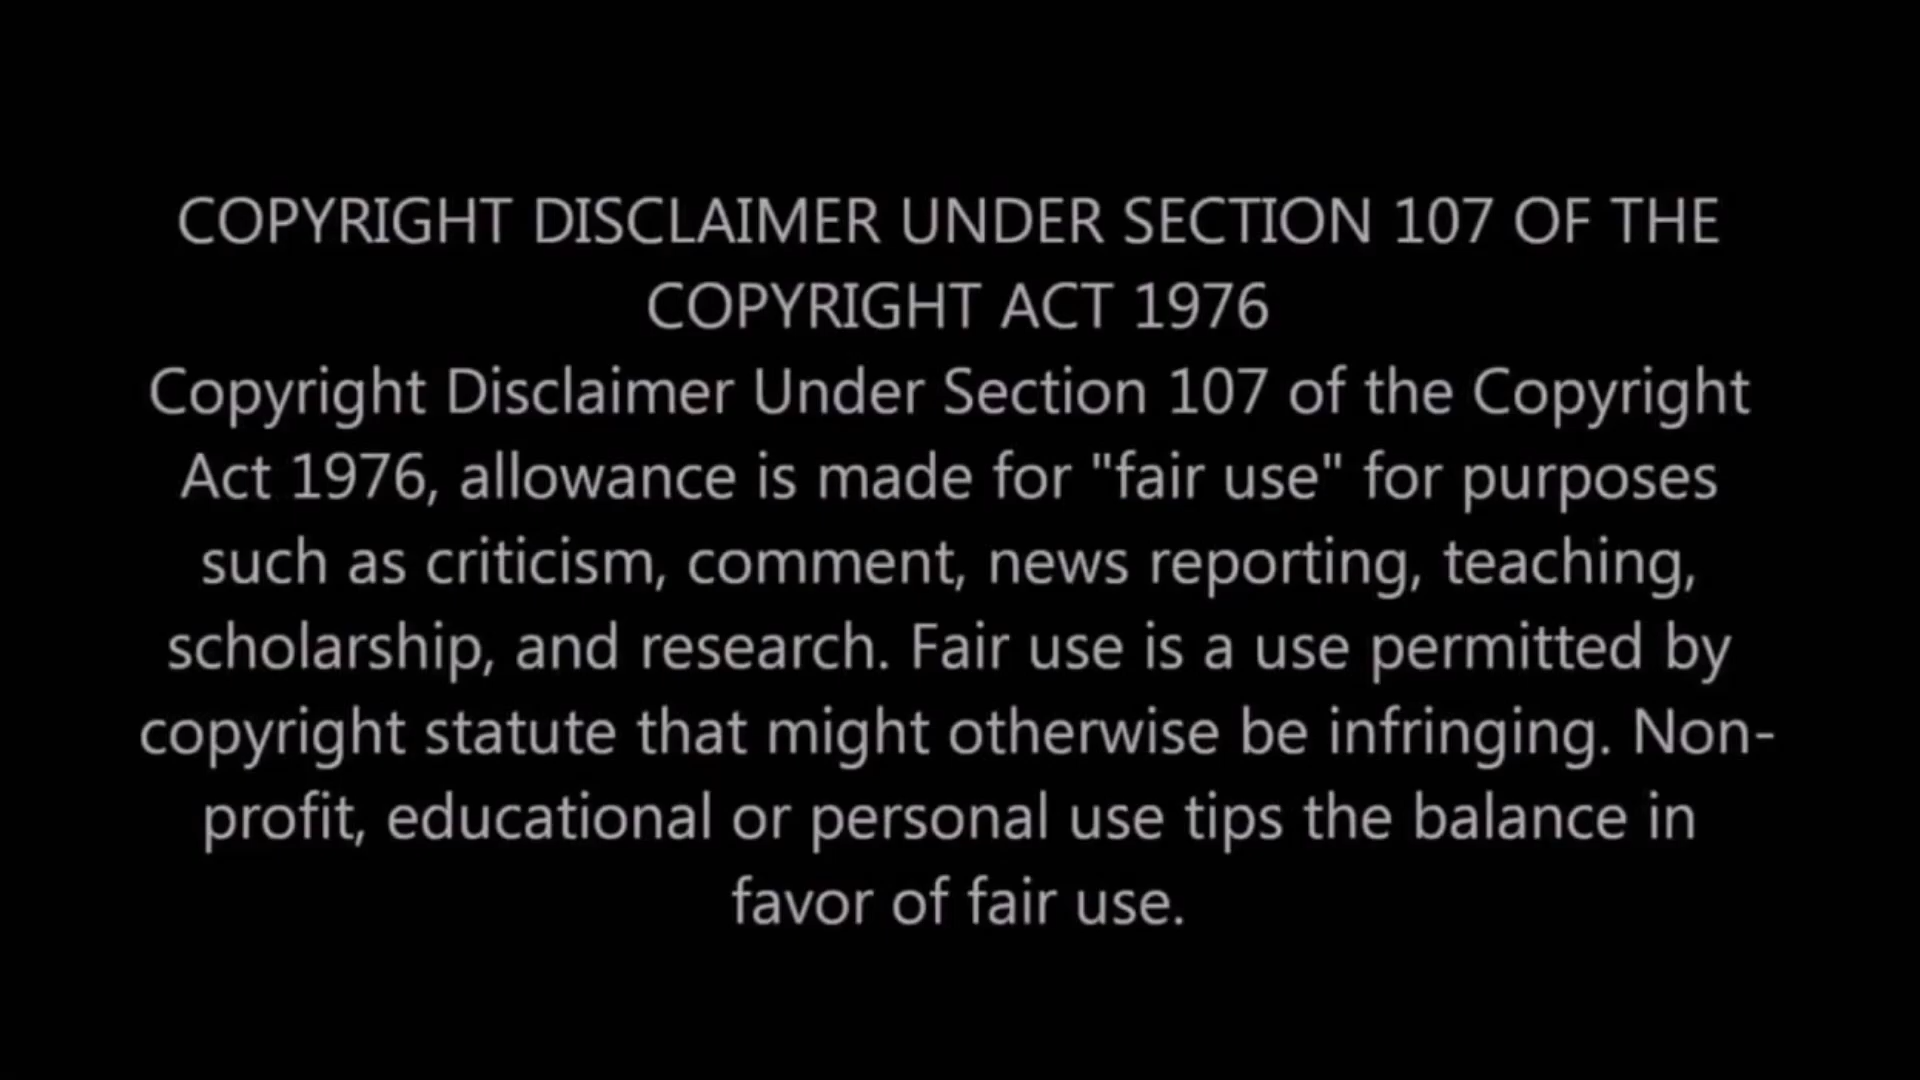 COPYRIGHT DISCLAIMER UNDER SECTION 107 OF THE
COPYRIGHT ACT 1976
Copyright Disclaimer Under Section 107 of the Copyright
Act 1976, allowance is made for "fair use" for purposes
such as criticism, comment, news reporting, teaching,
scholarship, and research. Fair use is a use permitted by
copyright statute that might otherwise be infringing. Non-
profit, educational or personal use tips the balance in
favor of fair use.